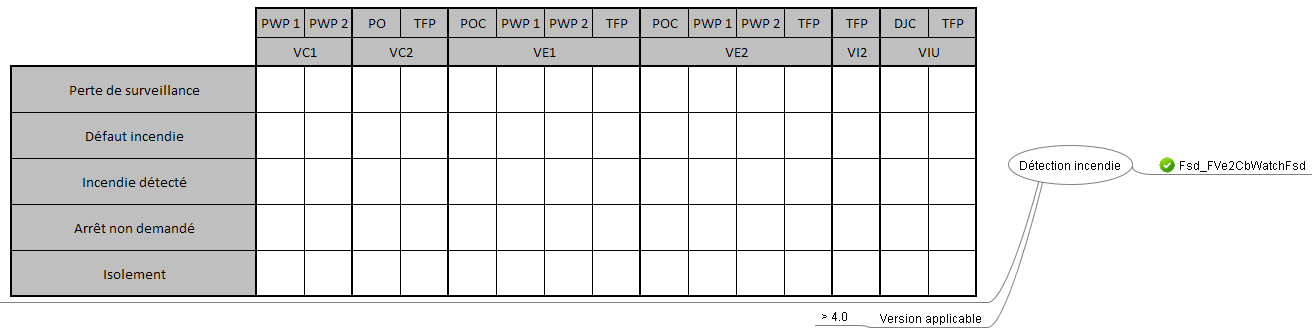 PWP 1 PWP 2 PO TFP POC PWP 1 PWP 2 TFP POC PWP 1 PWP 2 TFP TFP DJC TFP
VC1 VC2 VE1 VE2 VI2 VIU
Perte de surveillance
Défaut incendie
Incendie détecté
Arrêt non demandé
Isolement
Détection incendie
Fsd_FVe2CbWatchFsd
> 4.0 Version applicable